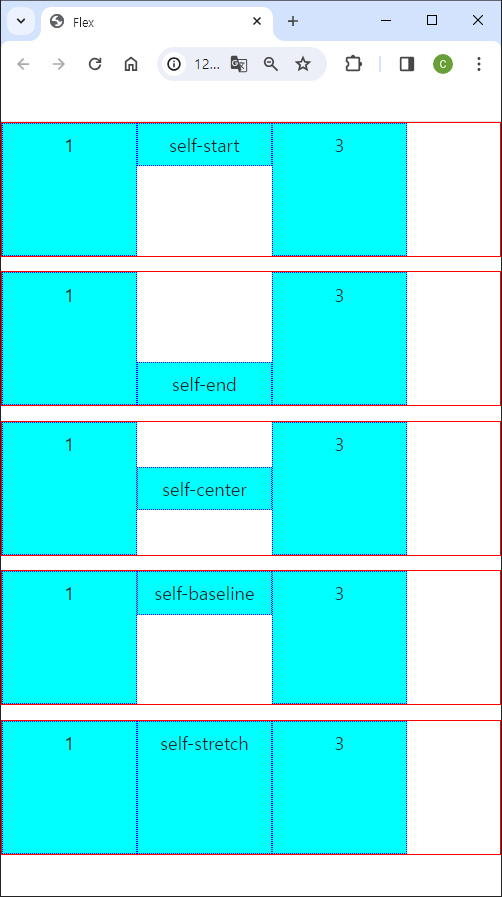 Flex
12...
C
1 self-start 3
1 3
self-end
1 3
self-center
1 self-baseline 3
1 self-stretch 3